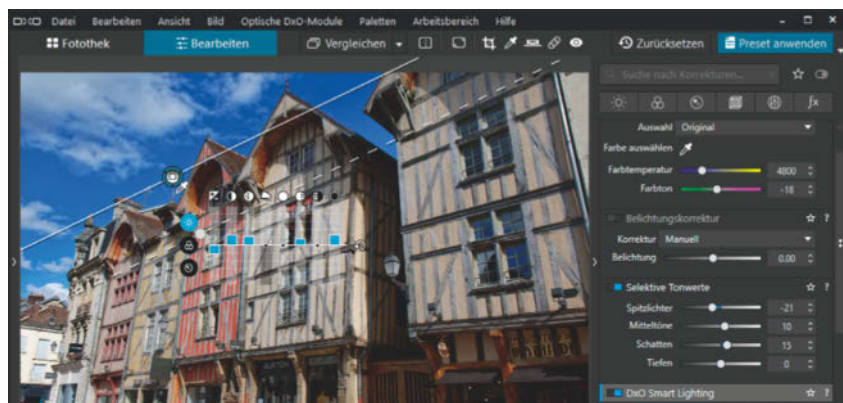 DXO Datei Bearbeiten Ansicht Bild Optische DxO-Module Paletten Arbeitsbereich Hilfe
Fotothek Bearbeiten Vergleichen Zurücksetzen Preset anwenden
Suche nach Korrekturen...
fx
Auswahl Original
Farbe auswählen
Farbtemperatur 4800
Farbton -18
Belichtungskorrektur ?
Korrektur Manuell
Belichtung 0.00
Selektive Tonwerte ?
Spitzlichter -21
Mitteltöne 10
Schatten 15
Tiefen 0
DxO Smart Lighting ?